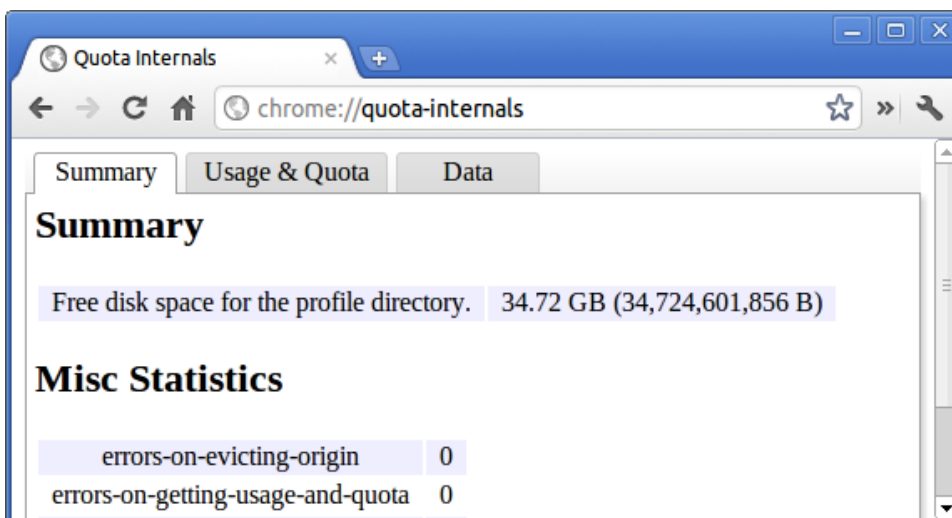 Quota Internals
chrome://quota-internals
Summary Usage & Quota Data
Summary
Free disk space for the profile directory. 34.72 GB (34,724,601,856 B)
Misc Statistics
errors-on-evicting-origin 0
errors-on-getting-usage-and-quota 0